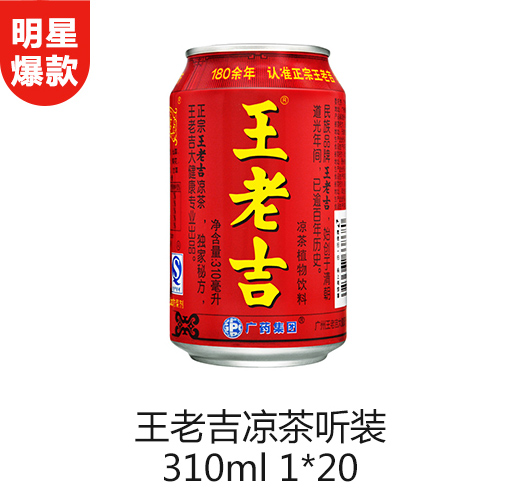 明星
爆款
180余年 认准正宗王老吉
王老吉
正宗王老吉凉茶，独家秘方，
王老吉大健康专业
净含量310毫升
民族品牌王老吉，
道光年间，已逾百年历史。
凉茶植物饮料
广药集团
王老吉凉茶听装
310ml 1*20